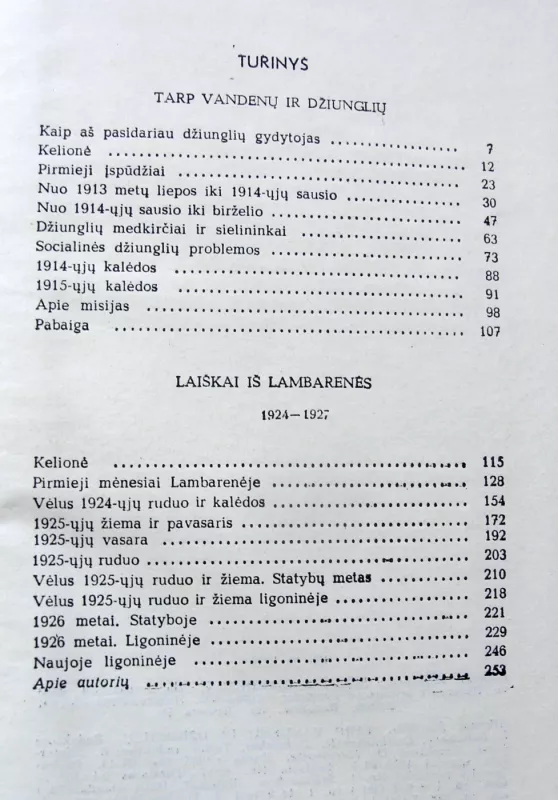 TURINYS
TARP VANDENŲ IR DŽIUNGLIŲ
Kaip aš pasidariau džiunglių gydytojas 7
Kelionė 12
Pirmieji įspūdžiai 23
Nuo 1913 metų liepos iki 1914-ųjų sausio 30
Nuo 1914-ųjų sausio iki birželio 47
Džiunglių medkirčiai ir sielininkai 63
Socialinės džiunglių problemos 73
1914-ųjų kalėdos 88
1915-ųjų kalėdos 91
Apie misijas 98
Pabaiga 107
LAIŠKAI IŠ LAMBARENĖS
1924—1927
Kelionė 115
Pirmieji mėnesiai Lambarenėje 128
Vėlus 1924-ųjų ruduo ir kalėdos 154
1925-ųjų žiema ir pavasaris 172
1925-ųjų vasara 192
1925-ųjų ruduo 203
Vėlus 1925-ųjų ruduo ir žiema. Statybų metas 210
Vėlus 1925-ųjų ruduo ir žiema ligoninėje 218
1926 metai. Statyboje 221
1926 metai. Ligoninėje 229
Naujoje ligoninėje 246
Apie autorių 253